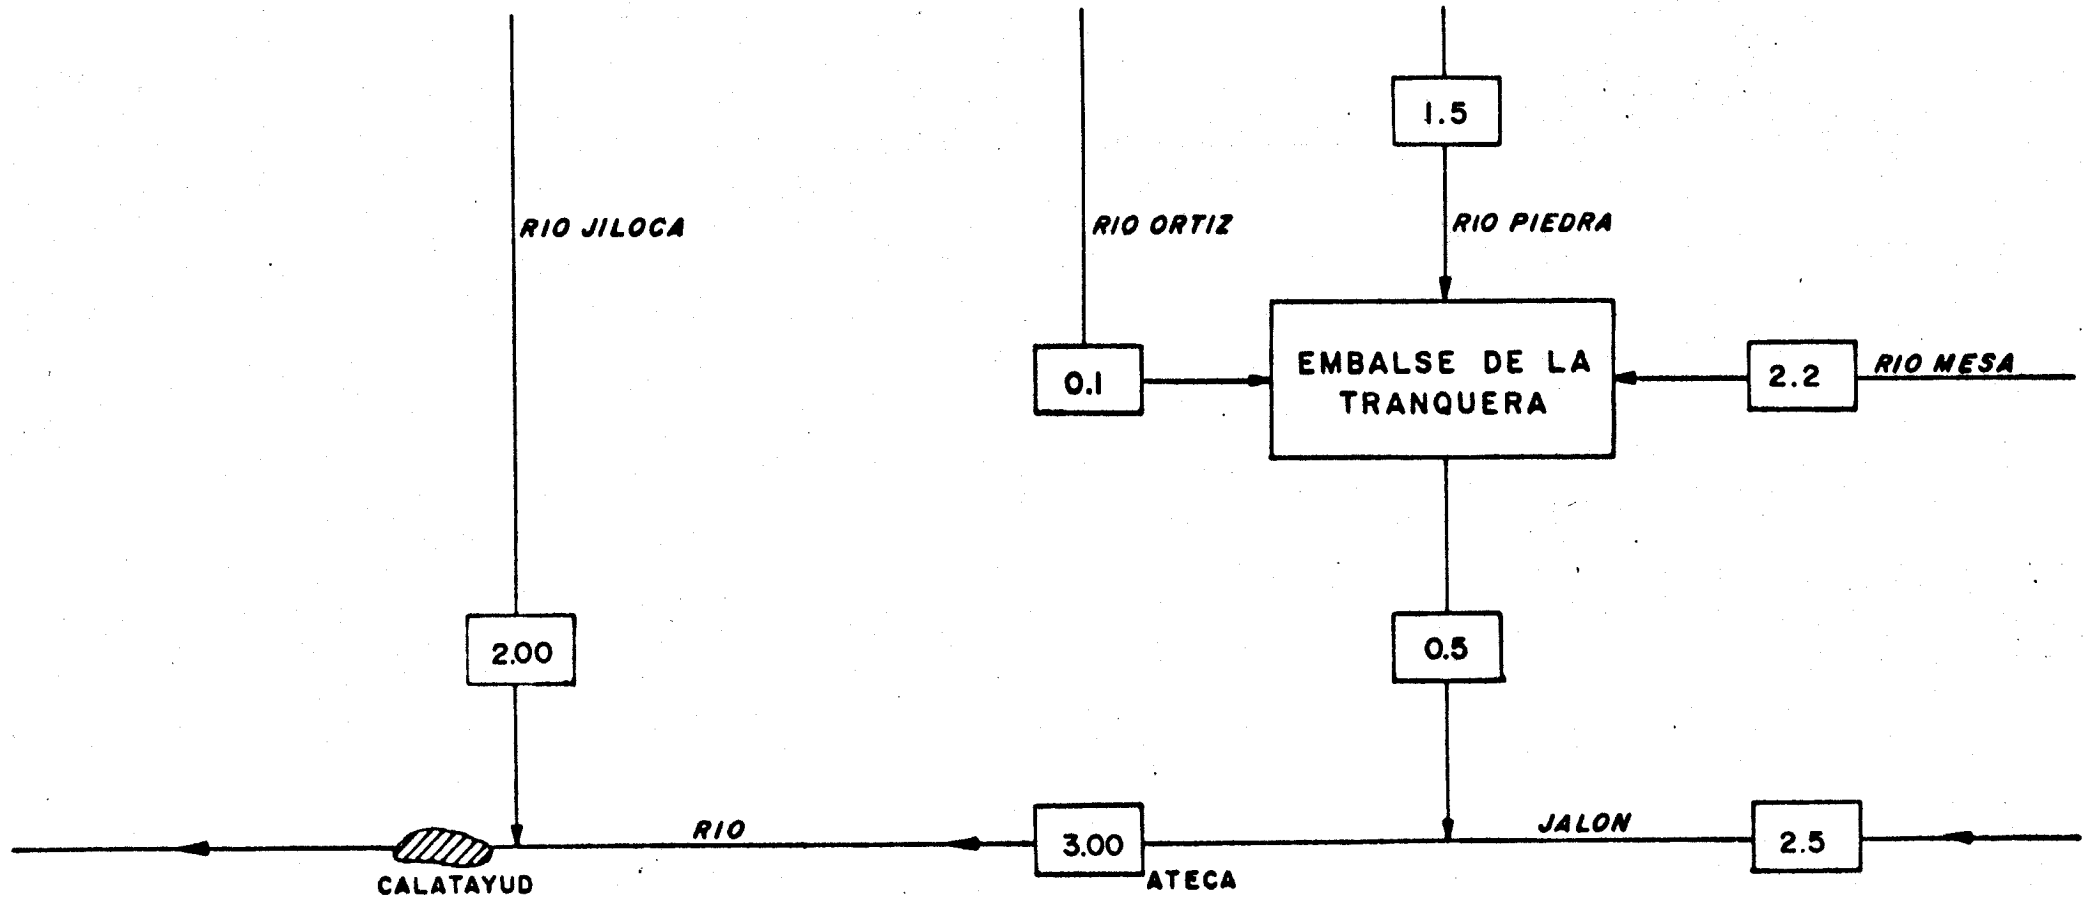 1.5
RIO JILOCA
RIO ORTIZ
RIO PIEDRA
0.1
EMBALSE DE LA
TRANQUERA
2.2
RIO MESA
2.00
0.5
RIO
3.00
JALON
2.5
CALATAYUD
ATECA